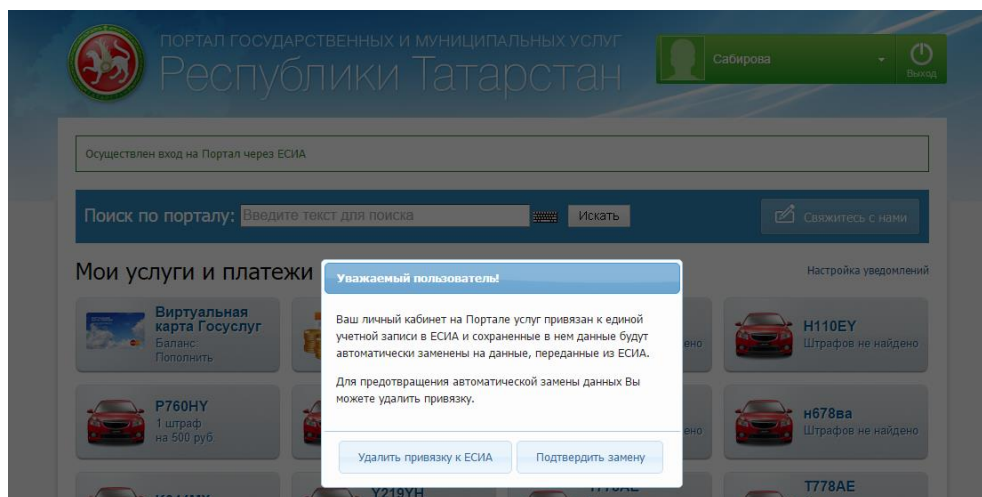 ПОРТАЛ ГОСУДАРСТВЕННЫХ И МУНИЦИПАЛЬНЫХ УСЛУГ
Республики Татарстан
Сабирова
Выход
Осуществлен вход на Портал через ЕСИА
Поиск по порталу: Введите текст для поиска Искать
Свяжитесь с нами
Мои услуги и платежи
Настройка уведомлений
Уважаемый пользователь!
Ваш личный кабинет на Портале услуг привязан к единой
учетной записи в ЕСИА и сохраненные в нем данные будут
автоматически заменены на данные, переданные из ЕСИА.
Для предотвращения автоматической замены данных Вы
можете удалить привязку.
Удалить привязку к ЕСИА Подтвердить замену
Виртуальная
карта Госуслуг
Баланс:
Пополнить
H110EY
Штрафов не найдено
P760HY
1 штраф
на 500 руб
н678ва
Штрафов не найдено
Y219YH
T778AE